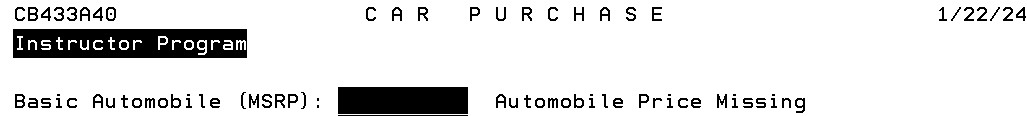 CB433A40 C A R P U R C H A S E 1/22/24
Instructor Program
Basic Automobile (MSRP): Automobile Price Missing